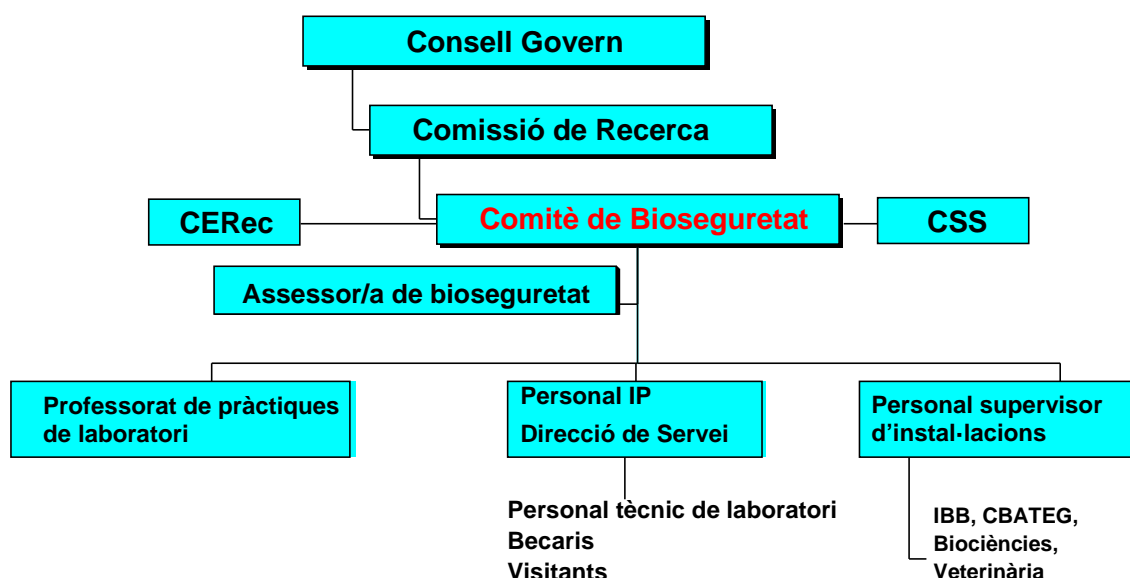 Consell Govern
Comissió de Recerca
CERec
Comitè de Bioseguretat
CSS
Assessor/a de bioseguretat
Professorat de pràctiques
de laboratori
Personal IP
Direcció de Servei
Personal supervisor
d’instal·lacions
Personal tècnic de laboratori
Becaris
Visitants
IBB, CBATEG,
Biociències,
Veterinària